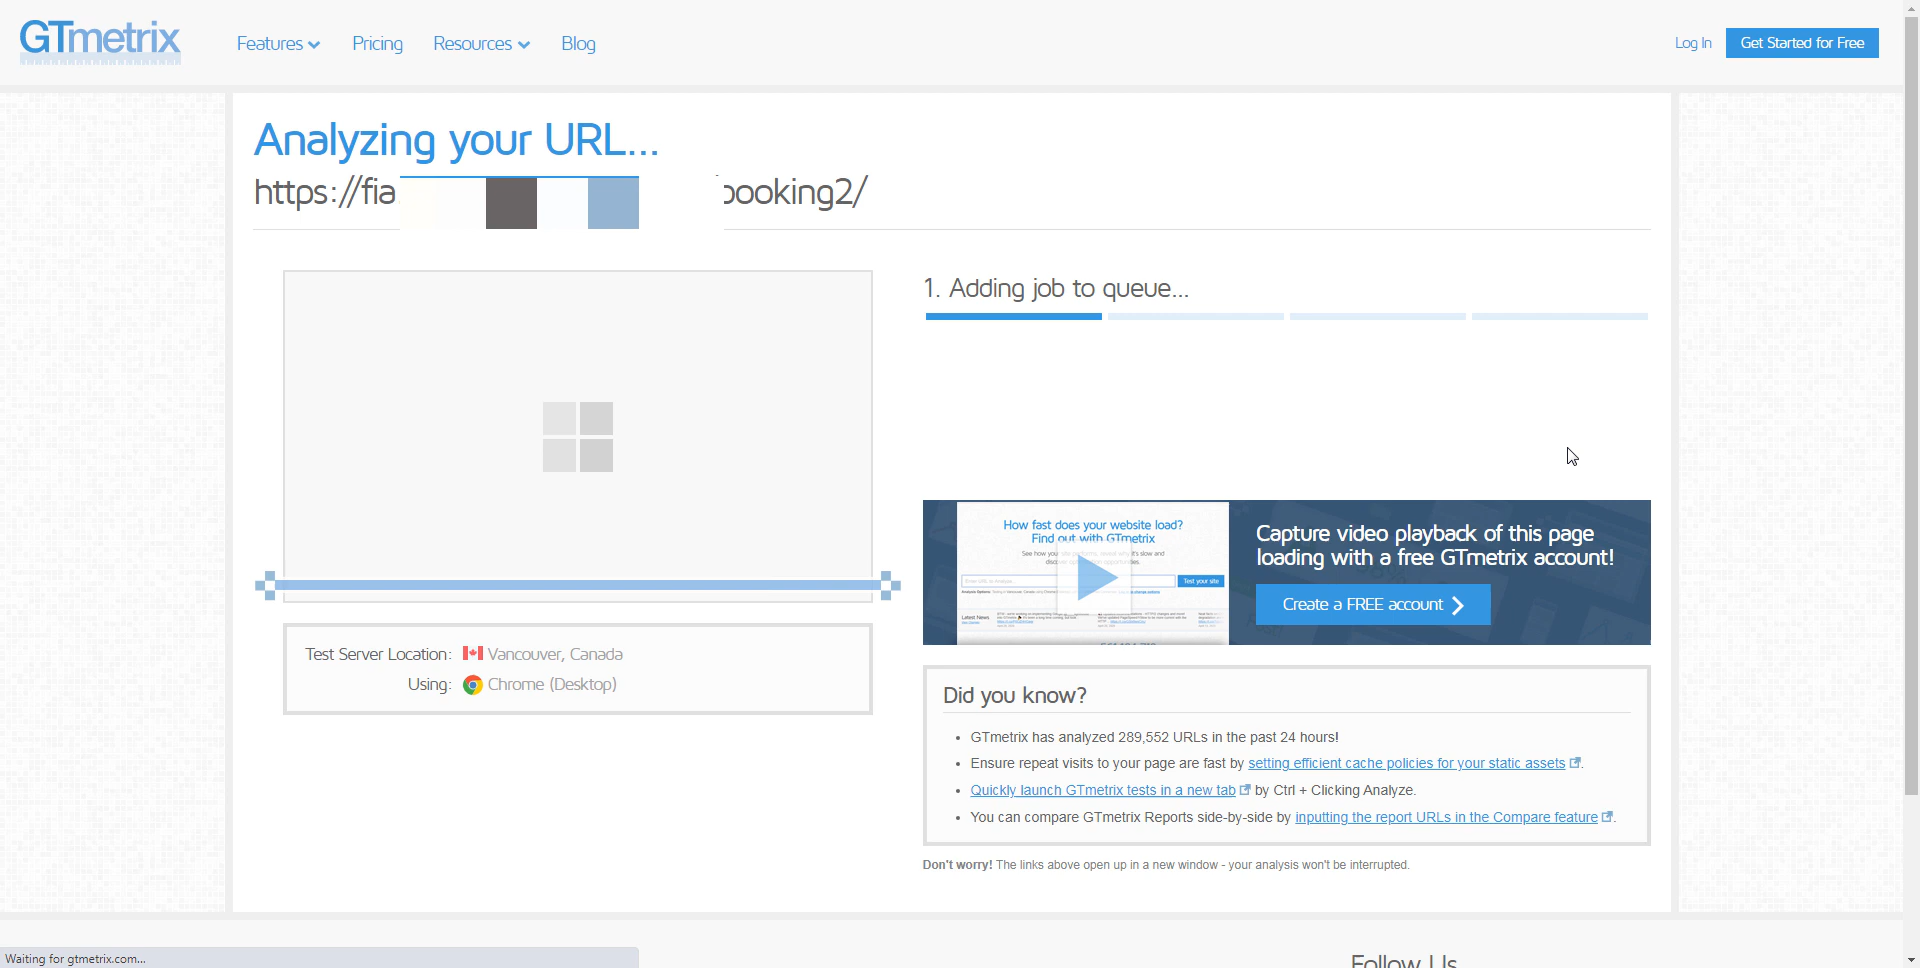 GTmetrix
Features
Pricing
Resources
Blog
Log In
Get Started for Free
Analyzing your URL...
https://fia
ooking2/
1. Adding job to queue...
How fast does your website load?
Find out with GTmetrix
Test your site
Latest News
Capture video playback of this page
loading with a free GTmetrix account!
Create a FREE account
Test Server Location: Vancouver, Canada
Using: Chrome (Desktop)
Did you know?
• GTmetrix has analyzed 289,552 URLs in the past 24 hours!
• Ensure repeat visits to your page are fast by setting efficient cache policies for your static assets.
• Quickly launch GTmetrix tests in a new tab by Ctrl + Clicking Analyze.
• You can compare GTmetrix Reports side-by-side by inputting the report URLs in the Compare feature.
Don't worry! The links above open up in a new window - your analysis won't be interrupted.
Waiting for gtmetrix.com...
Follow Us